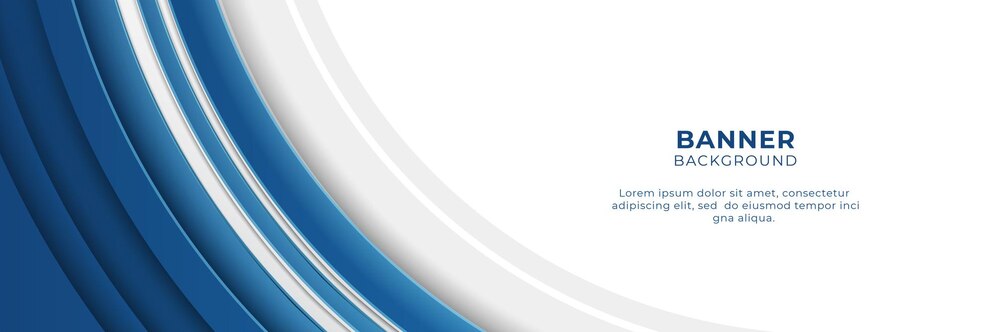 BANNER
BACKGROUND
Lorem ipsum dolor sit amet, consectetur
adipiscing elit, sed do eiusmod tempor inci
gna aliqua.